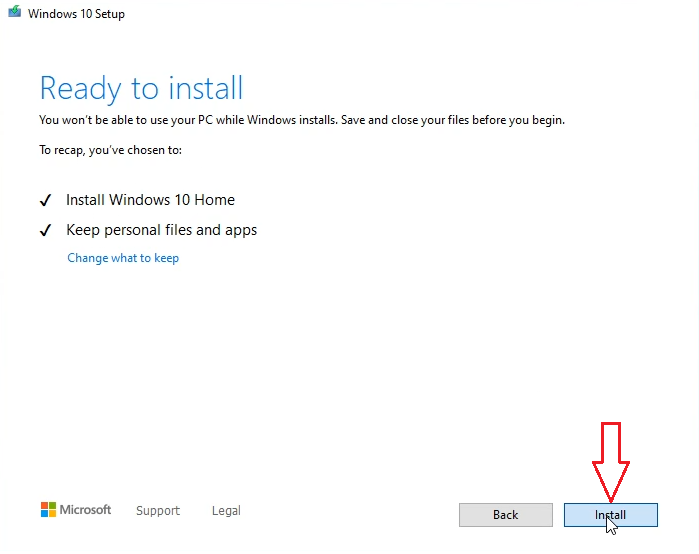 Windows 10 Setup
Ready to install
You won't be able to use your PC while Windows installs. Save and close your files before you begin.
To recap, you've chosen to:
✓ Install Windows 10 Home
✓ Keep personal files and apps
Change what to keep
Microsoft Support Legal Back Install